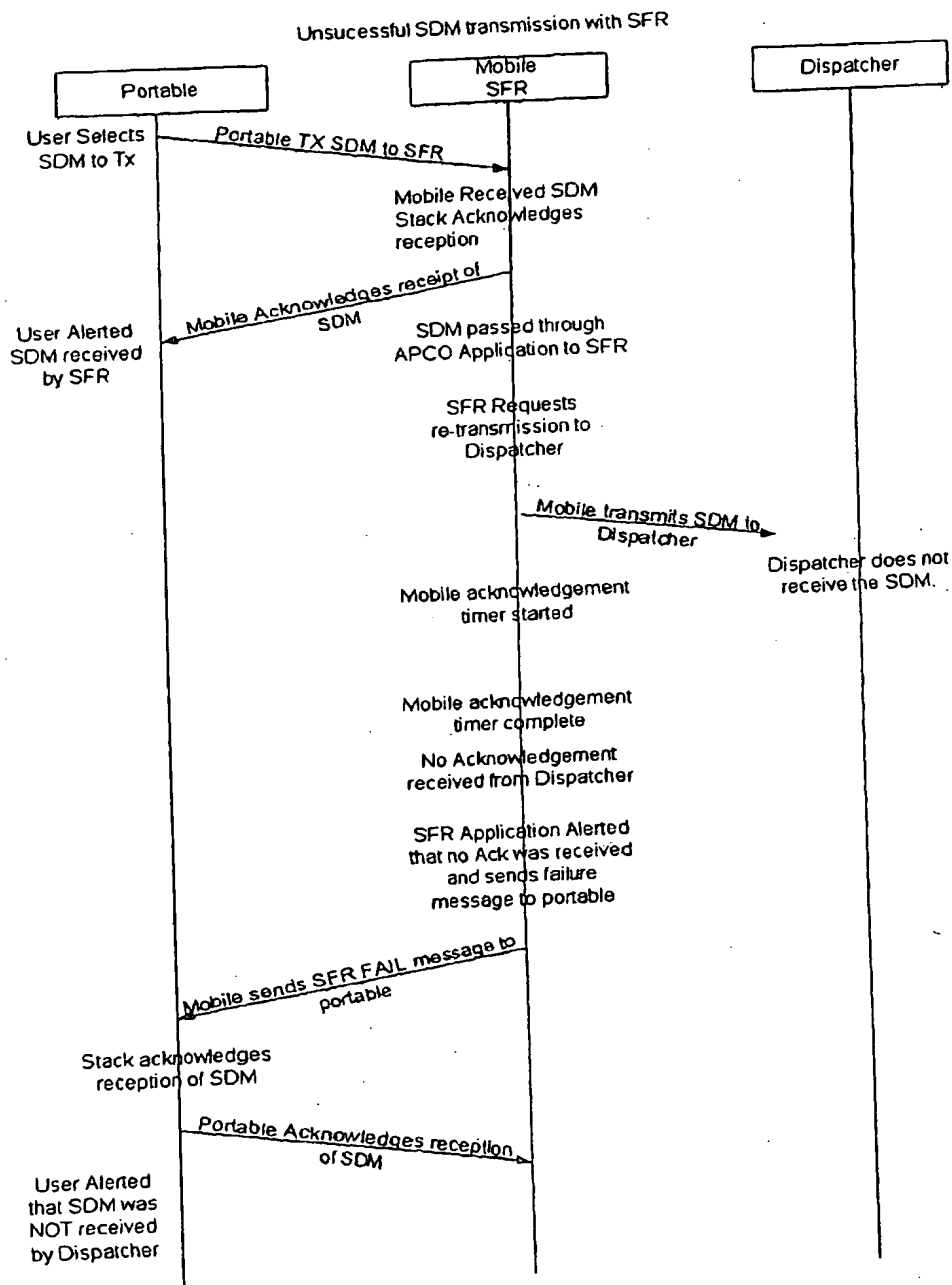 Unsucessful SDM transmission with SFR
Portable
Mobile
SFR
Dispatcher
User Selects
SDM to Tx
Portable TX SDM to SFR
Mobile Received SDM
Stack Acknowledges
reception
Mobile Acknowledges receipt of
SDM
User Alerted
SDM received
by SFR
SDM passed through
APCO Application to SFR
SFR Requests
re-transmission to
Dispatcher
Mobile transmits SDM to
Dispatcher
Dispatcher does not
receive the SDM.
Mobile acknowledgement
timer started
Mobile acknowledgement
timer complete
No Acknowledgement
received from Dispatcher
SFR Application Alerted
that no Ack was received
and sends failure
message to portable
Mobile sends SFR FAIL message to
portable
Stack acknowledges
reception of SDM
Portable Acknowledges reception
of SDM
User Alerted
that SDM was
NOT received
by Dispatcher